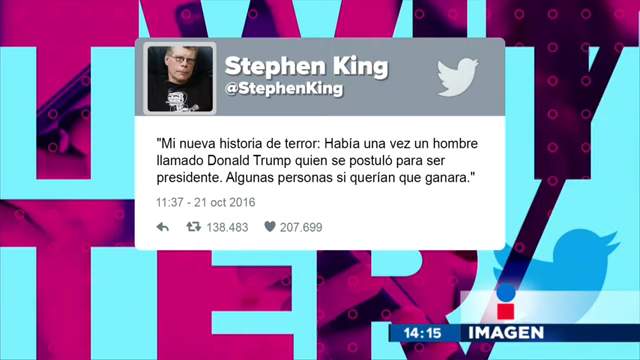 TWIT
TER
Stephen King
@StephenKing
"Mi nueva historia de terror: Había una vez un hombre
llamado Donald Trump quien se postuló para ser
presidente. Algunas personas si querían que ganara."
11:37 - 21 oct 2016
138.483 207.699
14:15 IMAGEN